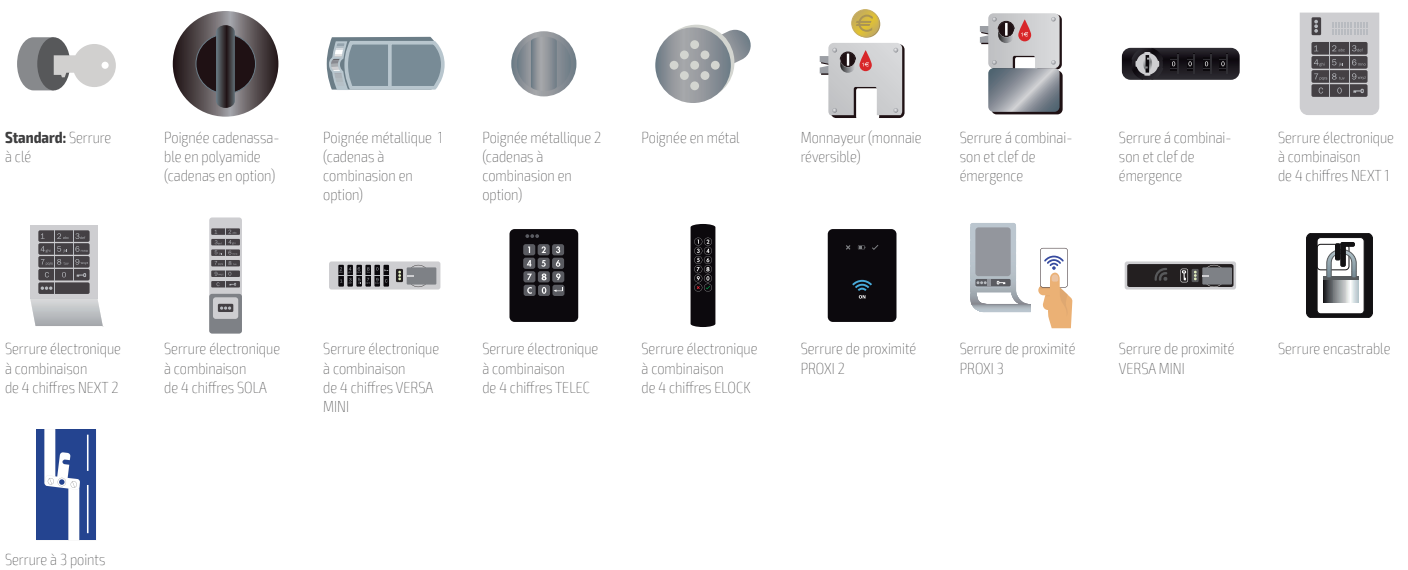 Standard: Serrure
à clé
Poignée cadenassa-
ble en polyamide
(cadenas en option)
Poignée métallique 1
(cadenas à
combinasion en
option)
Poignée métallique 2
(cadenas à
combinasion en
option)
Poignée en métal
Monnayeur (monnaie
réversible)
Serrure á combinai-
son et clef de
émergence
Serrure á combinai-
son et clef de
émergence
Serrure électronique
à combinaison
de 4 chiffres NEXT 1
Serrure électronique
à combinaison
de 4 chiffres NEXT 2
Serrure électronique
à combinaison
de 4 chiffres SOLA
Serrure électronique
à combinaison
de 4 chiffres VERSA
MINI
Serrure électronique
à combinaison
de 4 chiffres TELEC
Serrure électronique
à combinaison
de 4 chiffres ELOCK
ON
Serrure de proximité
PROXI 2
Serrure de proximité
PROXI 3
Serrure de proximité
VERSA MINI
Serrure encastrable
Serrure à 3 points